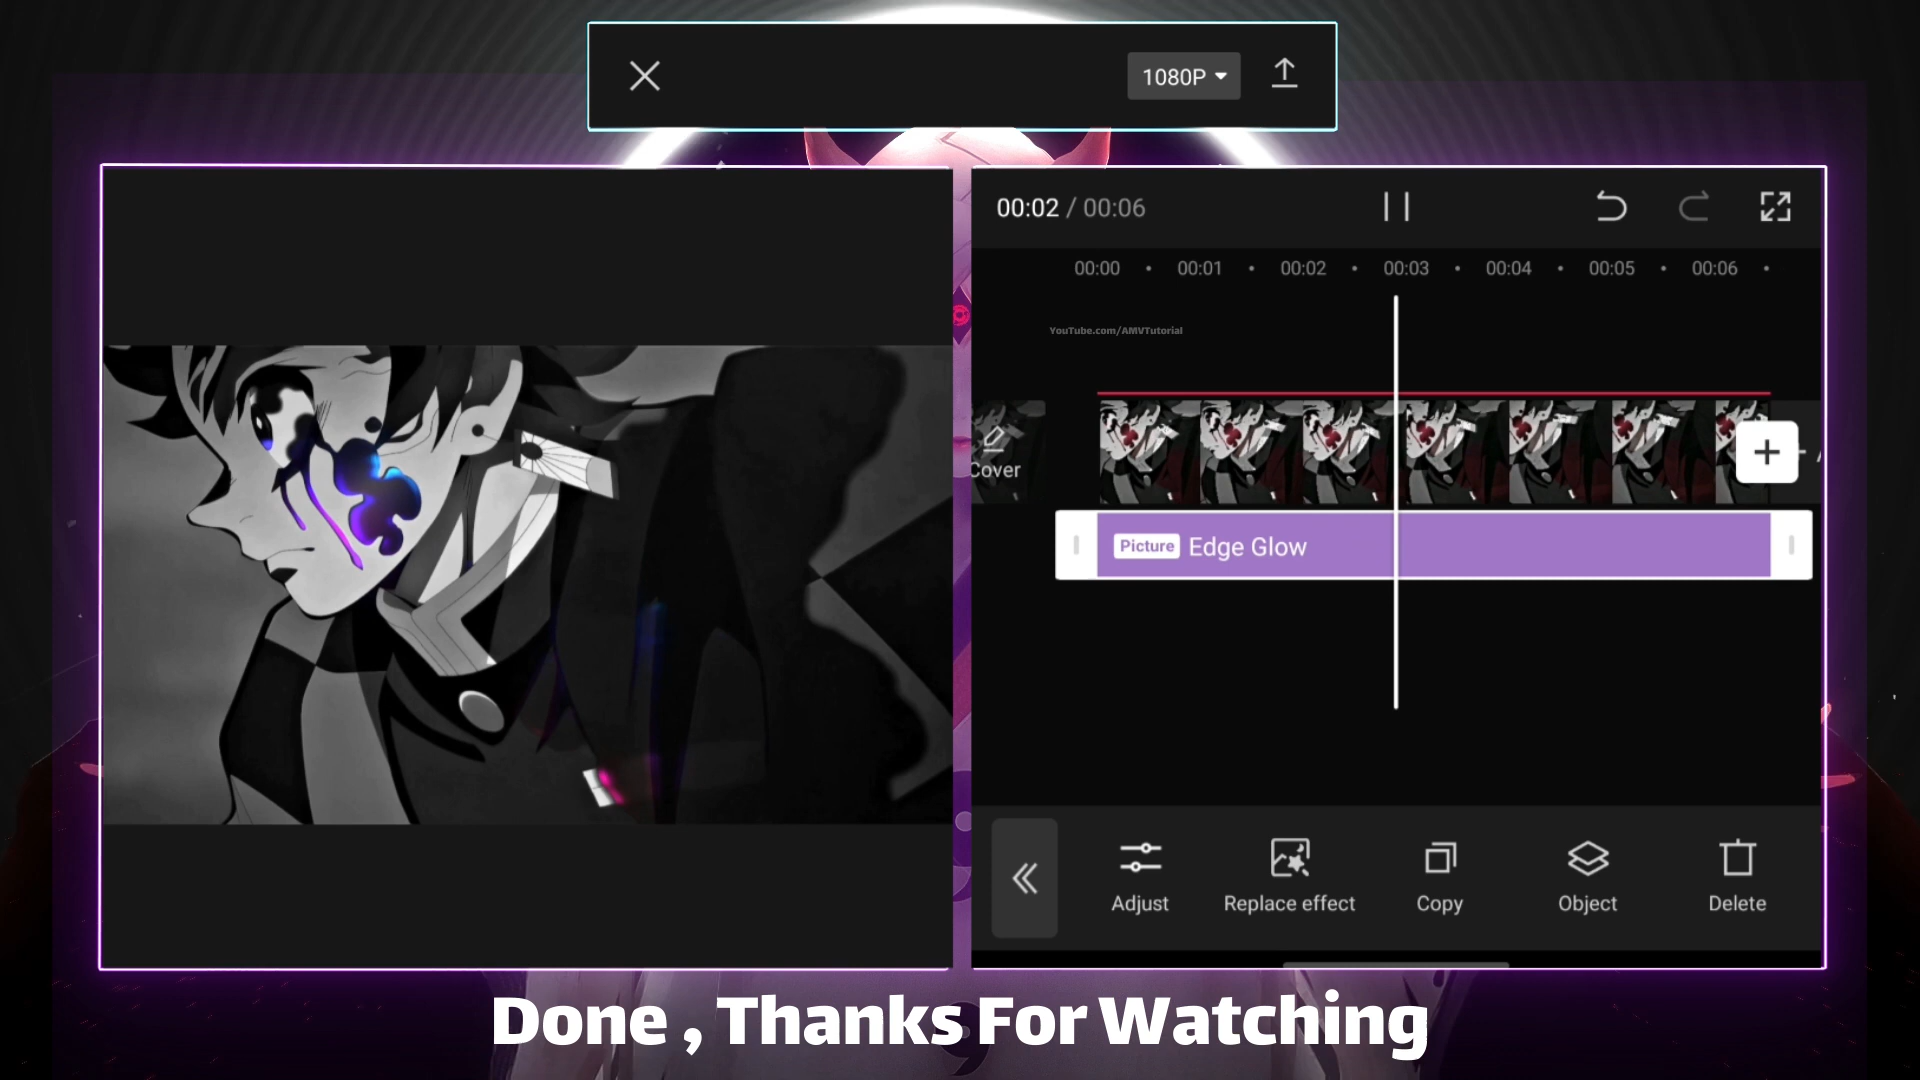 1080P
00:02 / 00:06
00:00 • 00:01 • 00:02 • 00:03 • 00:04 • 00:05 • 00:06 •
YouTube.com/AMVTutorial
Cover
Picture Edge Glow
Adjust Replace effect Copy Object Delete
Done , Thanks For Watching